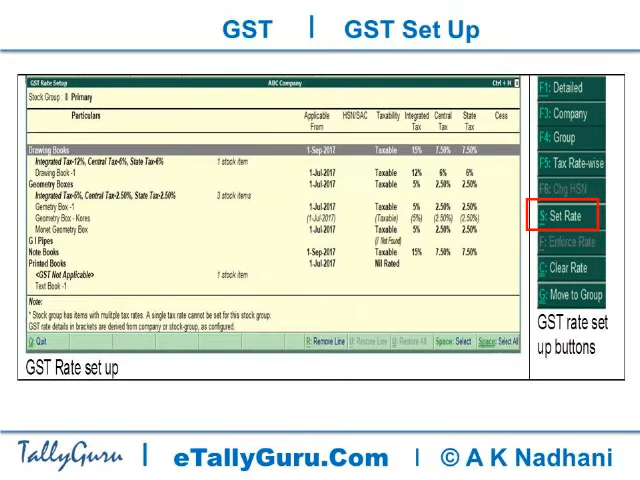 GST | GST Set Up
GST Rate Setup ABC Company Ctrl + M
Stock Group : Primary
Particulars Applicable From HSN/SAC Taxability Integrated Tax Central Tax State Tax Cess
Drawing Books 1-Sep-2017 Taxable 15% 7.50% 7.50%
Integrated Tax-12%, Central Tax-6%, State Tax-6% 1 stock item
Drawing Book -1 1-Jul-2017 Taxable 12% 6% 6%
Geometry Boxes 1-Jul-2017 Taxable 5% 2.50% 2.50%
Integrated Tax-5%, Central Tax-2.50%, State Tax-2.50% 3 stock items
Gemetry Box -1 1-Jul-2017 Taxable 5% 2.50% 2.50%
Geometry Box - Kores (1-Jul-2017) (Taxable) (5%) (2.50%) (2.50%)
Monet Geometry Box 1-Jul-2017 Taxable 5% 2.50% 2.50%
G I Pipes (! Not Found)
Note Books 1-Sep-2017 Taxable 15% 7.50% 7.50%
Printed Books 1-Jul-2017 Nil Rated
<GST Not Applicable> 1 stock item
Text Book -1
Note:
* Stock group has items with mulitple tax rates. A single tax rate cannot be set for this stock group.
GST rate details in brackets are derived from company or stock-group, as configured.
Q: Quit R: Remove Line U: Restore Line U: Restore All Space: Select Space: Select All
GST Rate set up
F1: Detailed
F3: Company
F4: Group
F5: Tax Rate-wise
F6: Chg HSN
S: Set Rate
F: Enforce Rate
C: Clear Rate
G: Move to Group
GST rate set
up buttons
TallyGuru | eTallyGuru.Com | © A K Nadhani